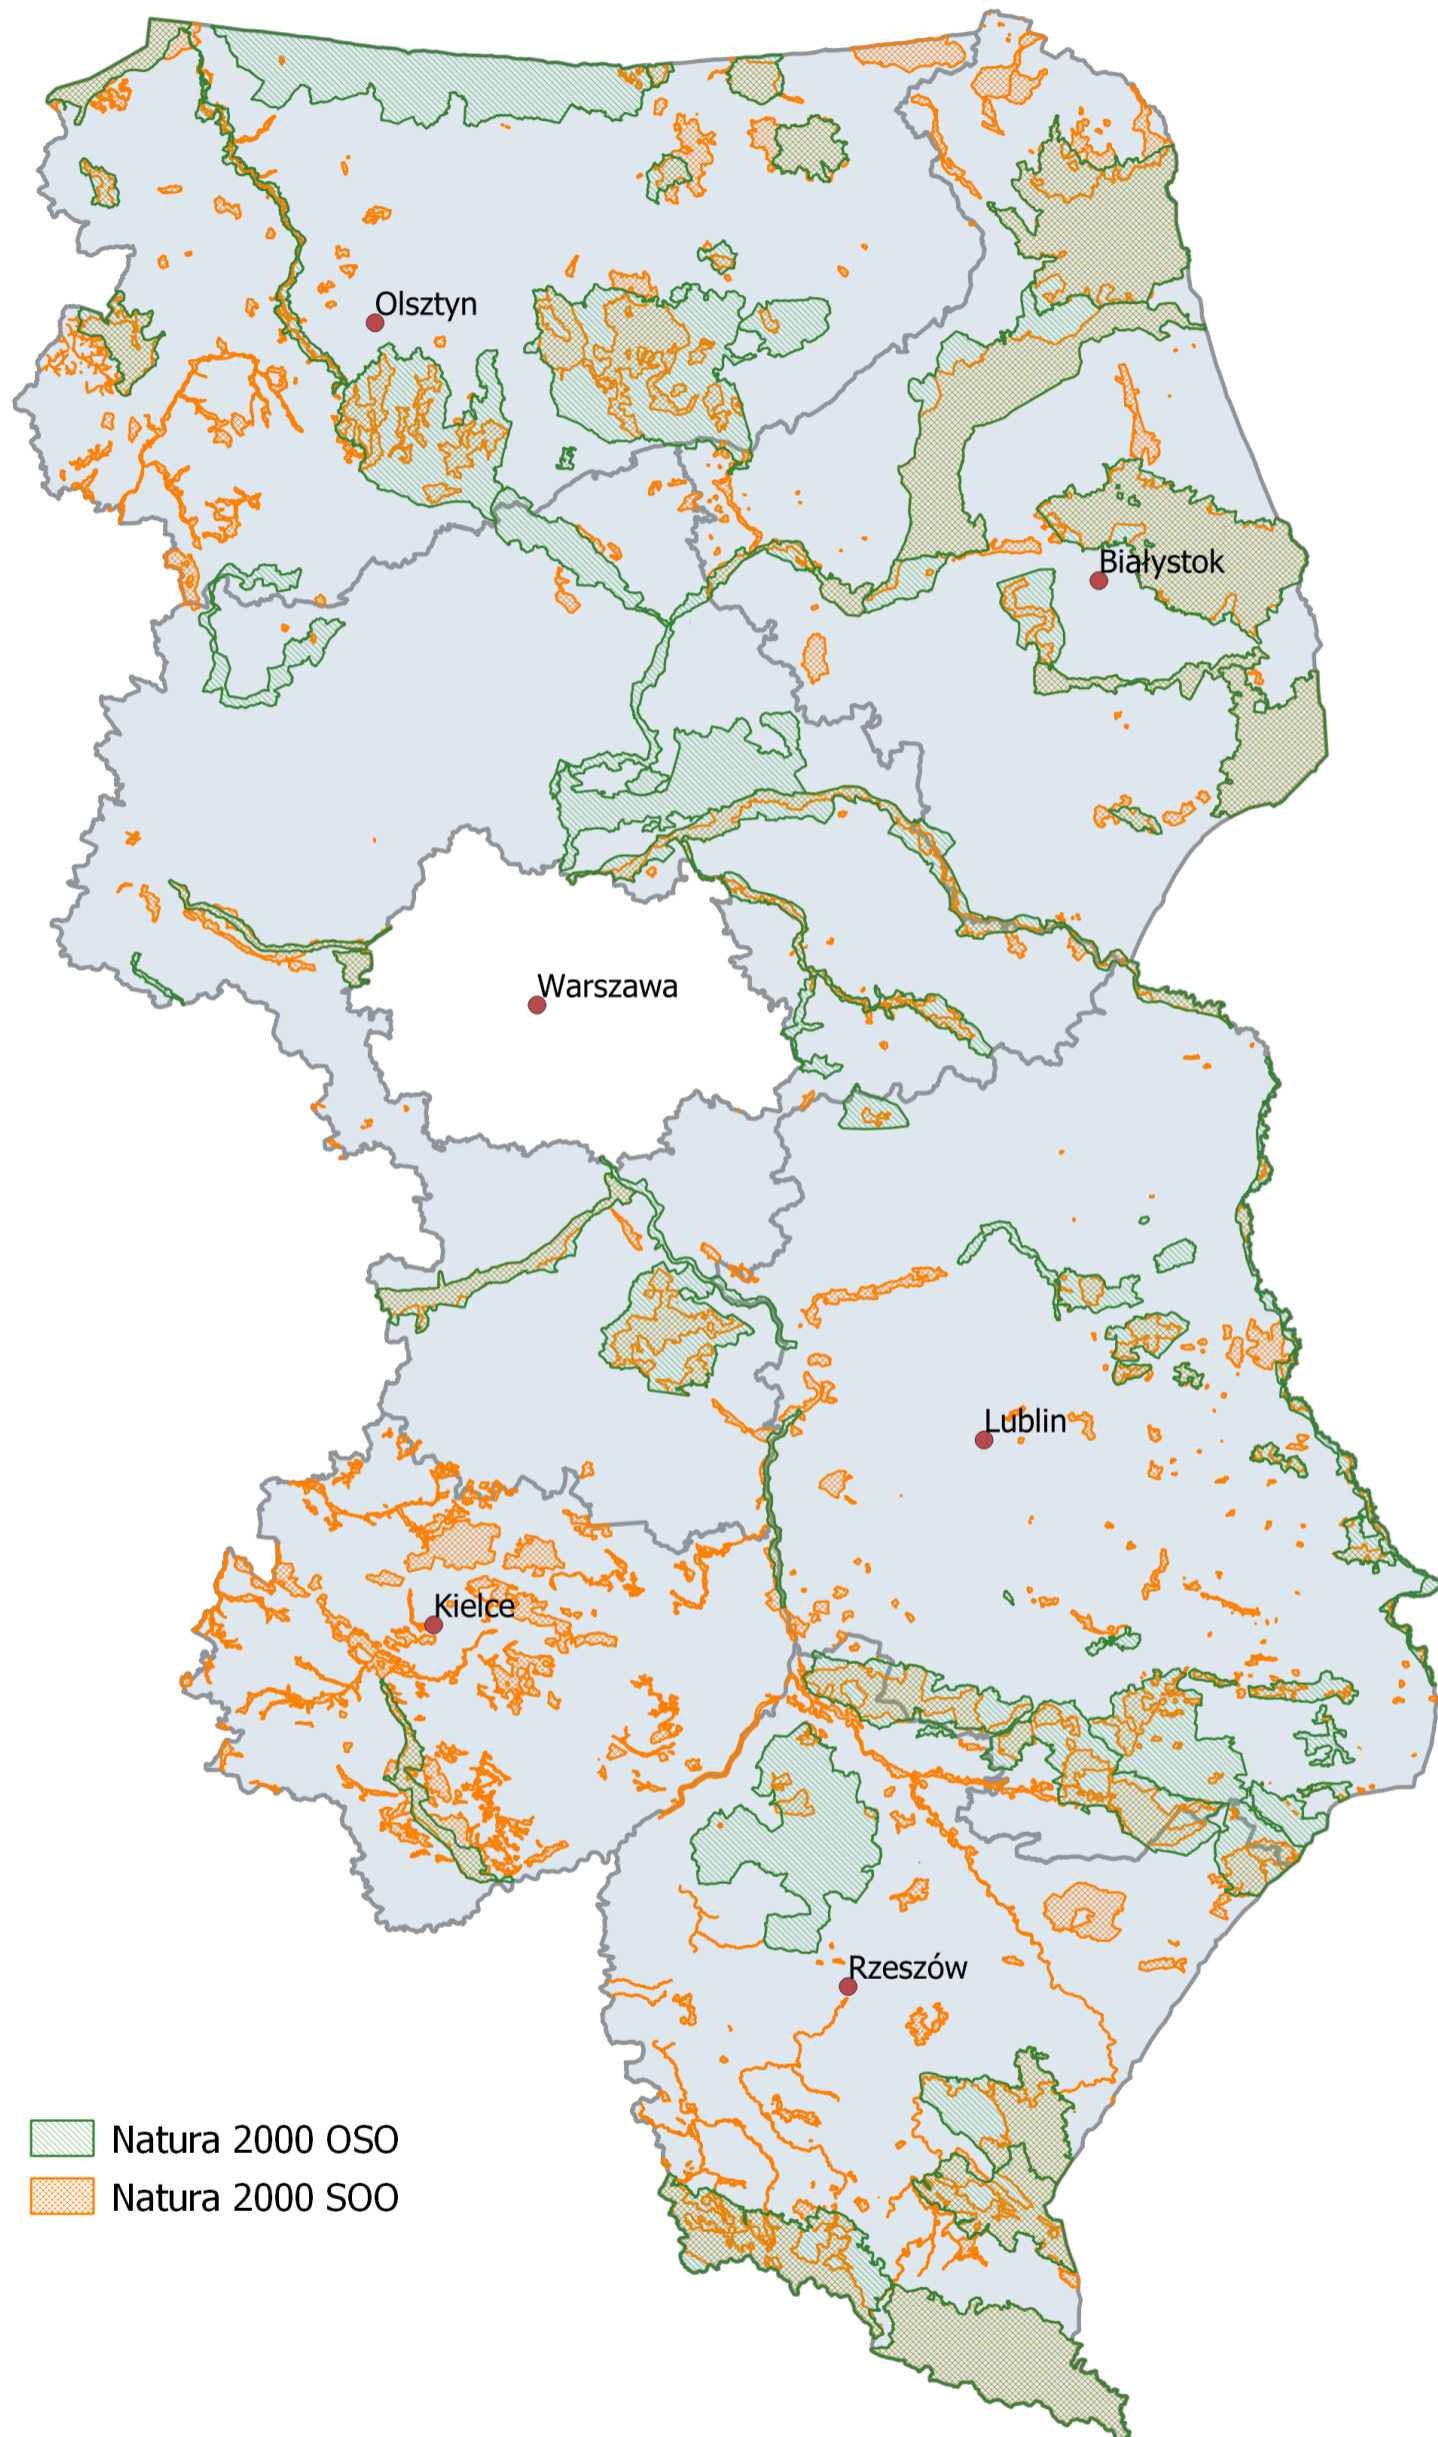 Olsztyn
Białystok
Warszawa
Lublin
Kielce
Rzeszów
Natura 2000 OSO
Natura 2000 SOO